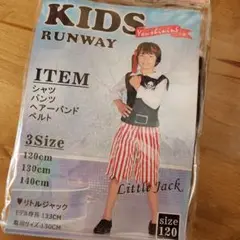 KIDS
RUNWAY
ITEM
シャツ
パンツ
ヘアーバンド
ベルト
3Size
120cm
130cm
140cm
Little Jack
♥リトルジャック
size
120